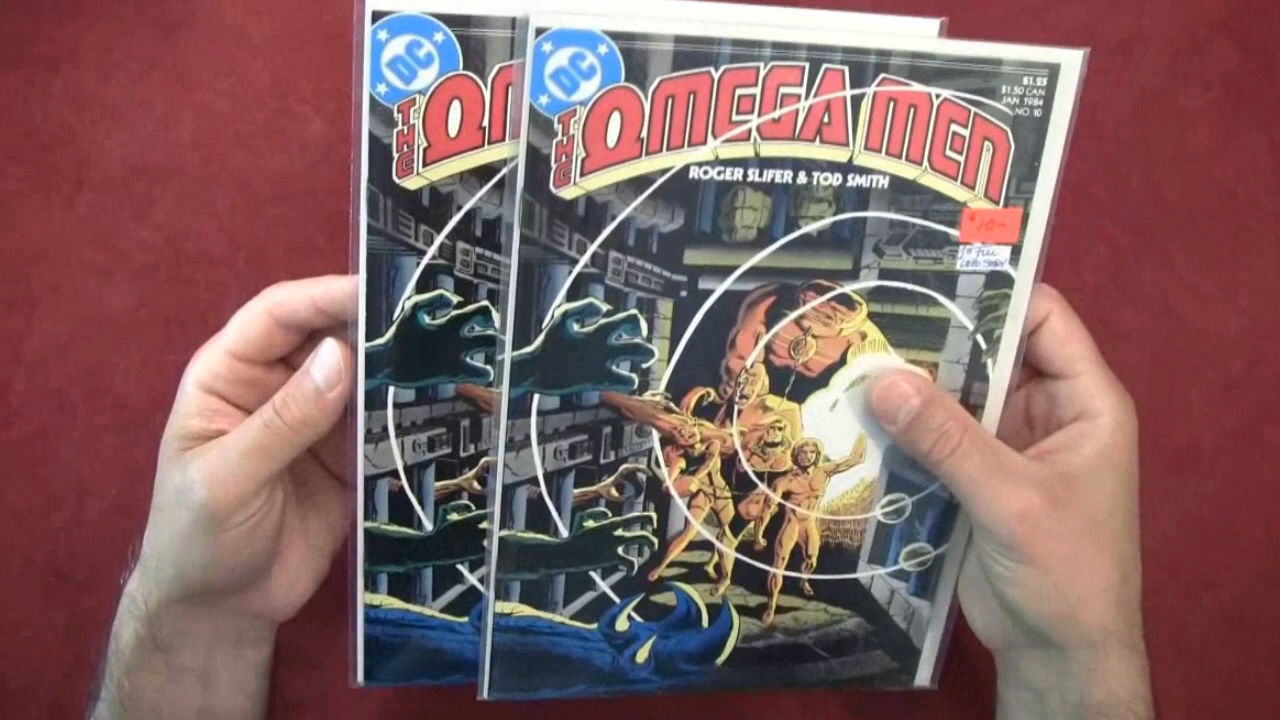 DC
THE OM
DC
THE OMEGA MEN
$1.25
$1.50 CAN
JAN 1984
NO. 10
ROGER SLIFER & TOD SMITH
$10-
1st Full
LOBO STORY